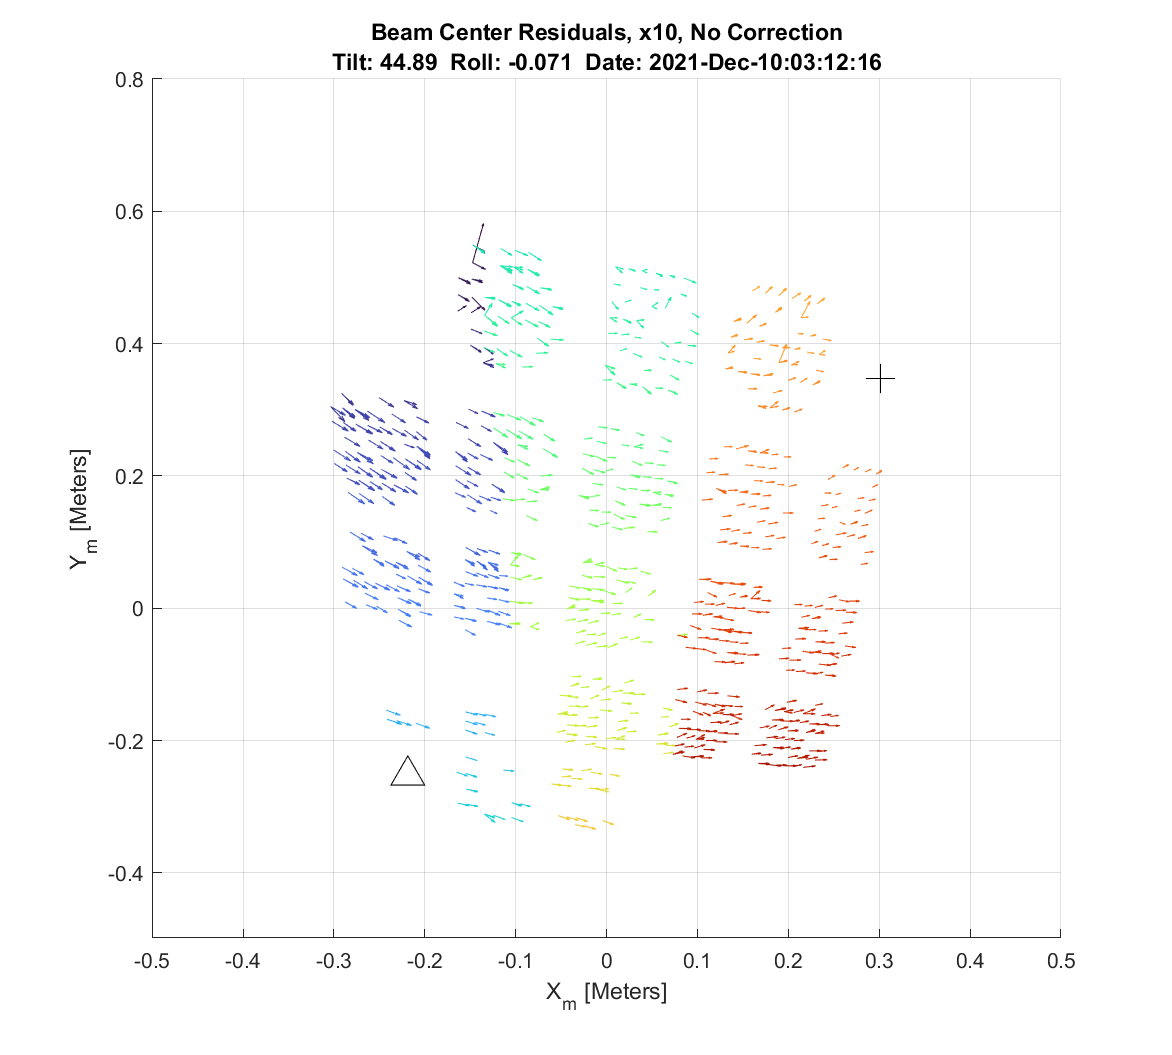 Beam Center Residuals, x10, No Correction
Tilt: 44.89 Roll: -0.071 Date: 2021-Dec-10:03:12:16
0.8
0.6
0.4
0.2
0
-0.2
-0.4
Y_m [Meters]
-0.5 -0.4 -0.3 -0.2 -0.1 0 0.1 0.2 0.3 0.4 0.5
X_m [Meters]